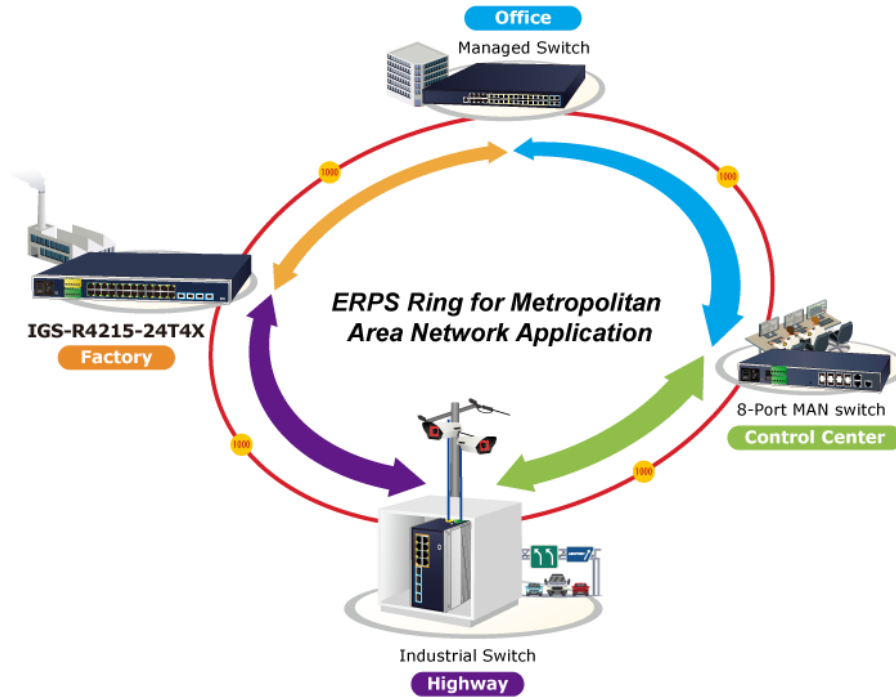 Office
Managed Switch
1000
1000
IGS-R4215-24T4X
Factory
ERPS Ring for Metropolitan
Area Network Application
8-Port MAN switch
Control Center
1000
1000
Industrial Switch
Highway